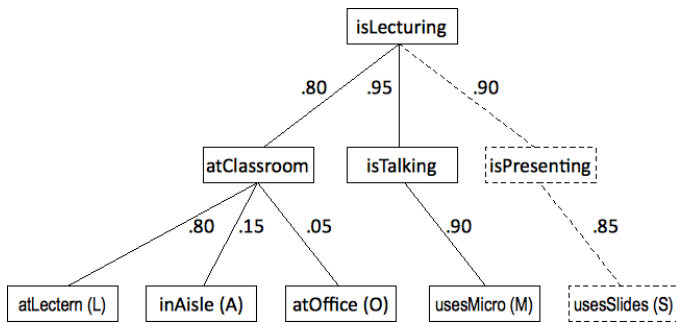 isLecturing
.80 .95 .90
atClassroom isTalking isPresenting
.80 .15 .05 .90 .85
atLectern (L) inAisle (A) atOffice (O) usesMicro (M) usesSlides (S)